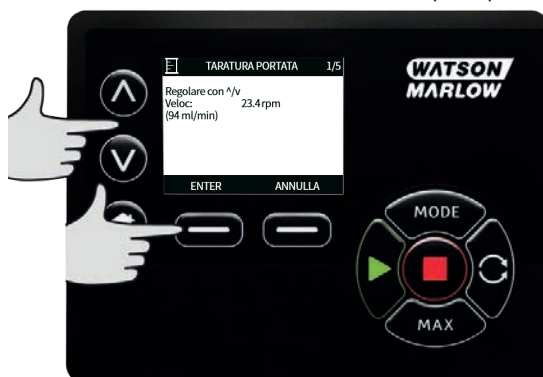 TARATURA PORTATA 1/5
WATSON
MARLOW
Regolare con ^/v
Veloc: 23.4 rpm
(94 ml/min)
ENTER ANNULLA
MODE
MAX